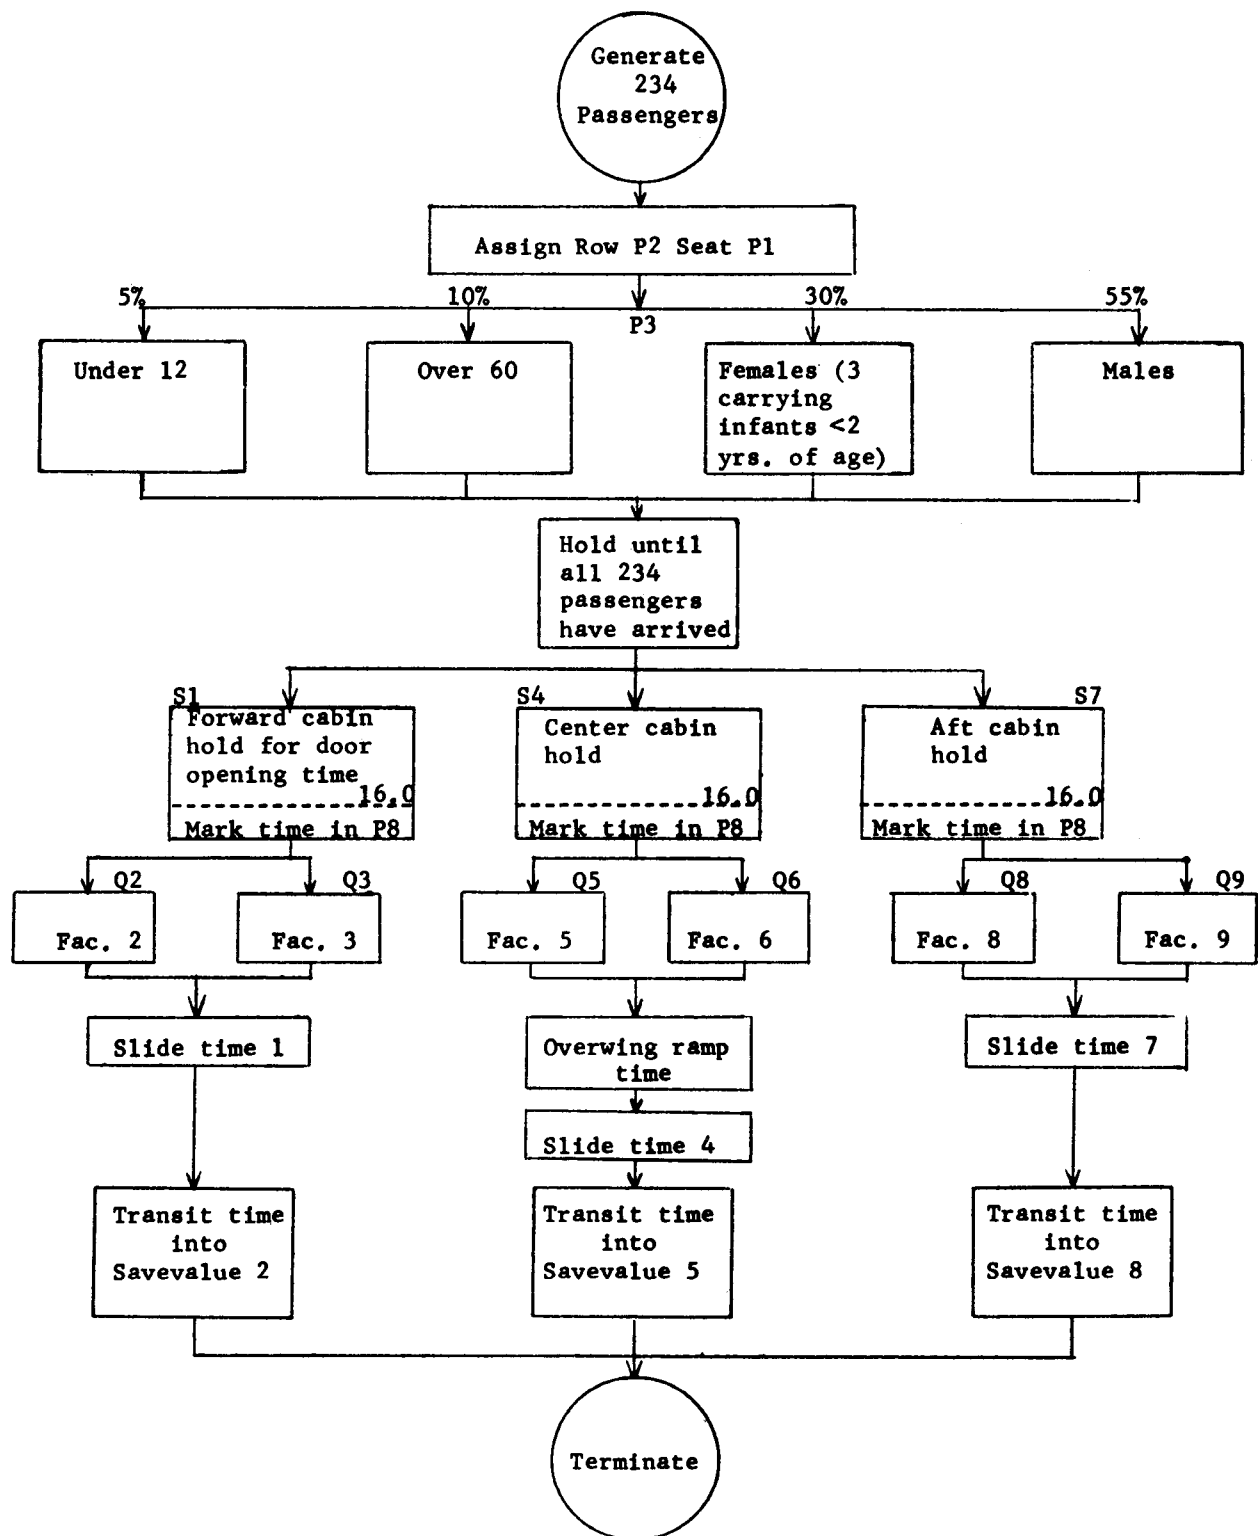 Generate
234
Passengers
Assign Row P2 Seat P1
5%
10%
30%
55%
P3
Under 12
Over 60
Females (3
carrying
infants <2
yrs. of age)
Males
Hold until
all 234
passengers
have arrived
S1
Forward cabin
hold for door
opening time
16.0
Mark time in P8
S4
Center cabin
hold
16.0
Mark time in P8
S7
Aft cabin
hold
16.0
Mark time in P8
Q2
Q3
Q5
Q6
Q8
Q9
Fac. 2
Fac. 3
Fac. 5
Fac. 6
Fac. 8
Fac. 9
Slide time 1
Overwing ramp
time
Slide time 7
Slide time 4
Transit time
into
Savevalue 2
Transit time
into
Savevalue 5
Transit time
into
Savevalue 8
Terminate